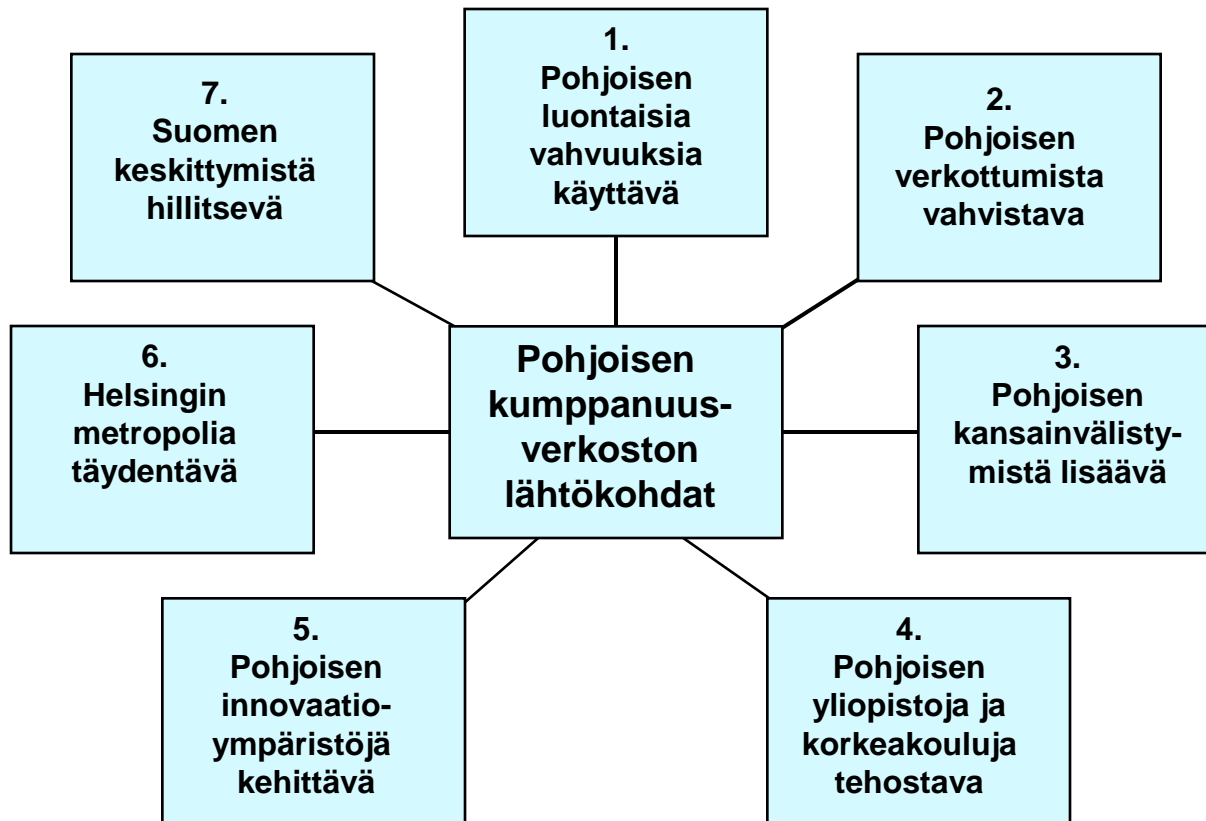 1.
Pohjoisen
luontaisia
vahvuuksia
käyttävä
2.
Pohjoisen
verkottumista
vahvistava
3.
Pohjoisen
kansainvälisty-
mistä lisäävä
4.
Pohjoisen
yliopistoja ja
korkeakouluja
tehostava
5.
Pohjoisen
innovaatio-
ympäristöjä
kehittävä
6.
Helsingin
metropolia
täydentävä
7.
Suomen
keskittymistä
hillitsevä
Pohjoisen
kumppanuus-
verkoston
lähtökohdat